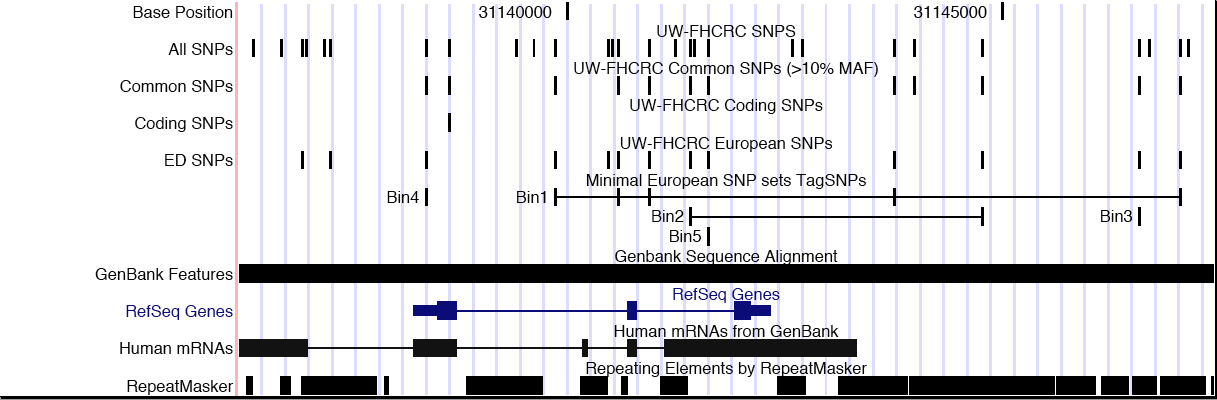 Base Position 31140000 31145000
UW-FHCRC SNPS
All SNPs
UW-FHCRC Common SNPs (>10% MAF)
Common SNPs
UW-FHCRC Coding SNPs
Coding SNPs
UW-FHCRC European SNPs
ED SNPs
Minimal European SNP sets TagSNPs
Bin4 Bin1
Bin2 Bin3
Bin5
Genbank Sequence Alignment
GenBank Features
RefSeq Genes
RefSeq Genes
Human mRNAs from GenBank
Human mRNAs
Repeating Elements by RepeatMasker
RepeatMasker